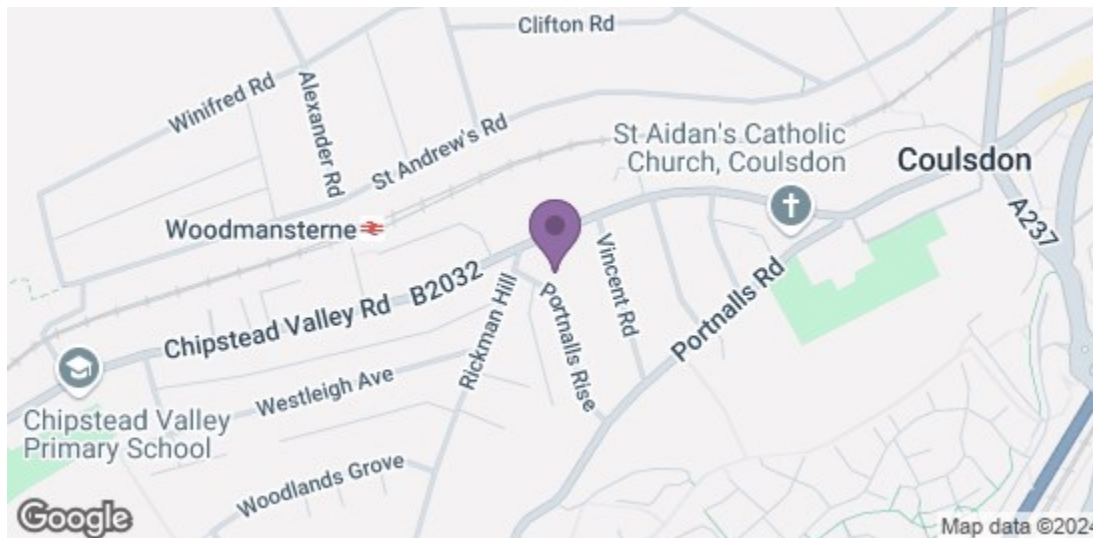 Clifton Rd
Winifred Rd
Alexander Rd
St Andrew's Rd
St Aidan's Catholic
Church, Coulsdon
Coulsdon
A237
Woodmansterne
Vincent Rd
B2032
Chipstead Valley Rd
Rickman Hill
Portnalls Rise
Portnalls Rd
Westleigh Ave
Chipstead Valley
Primary School
Woodlands Grove
Google
Map data ©2024